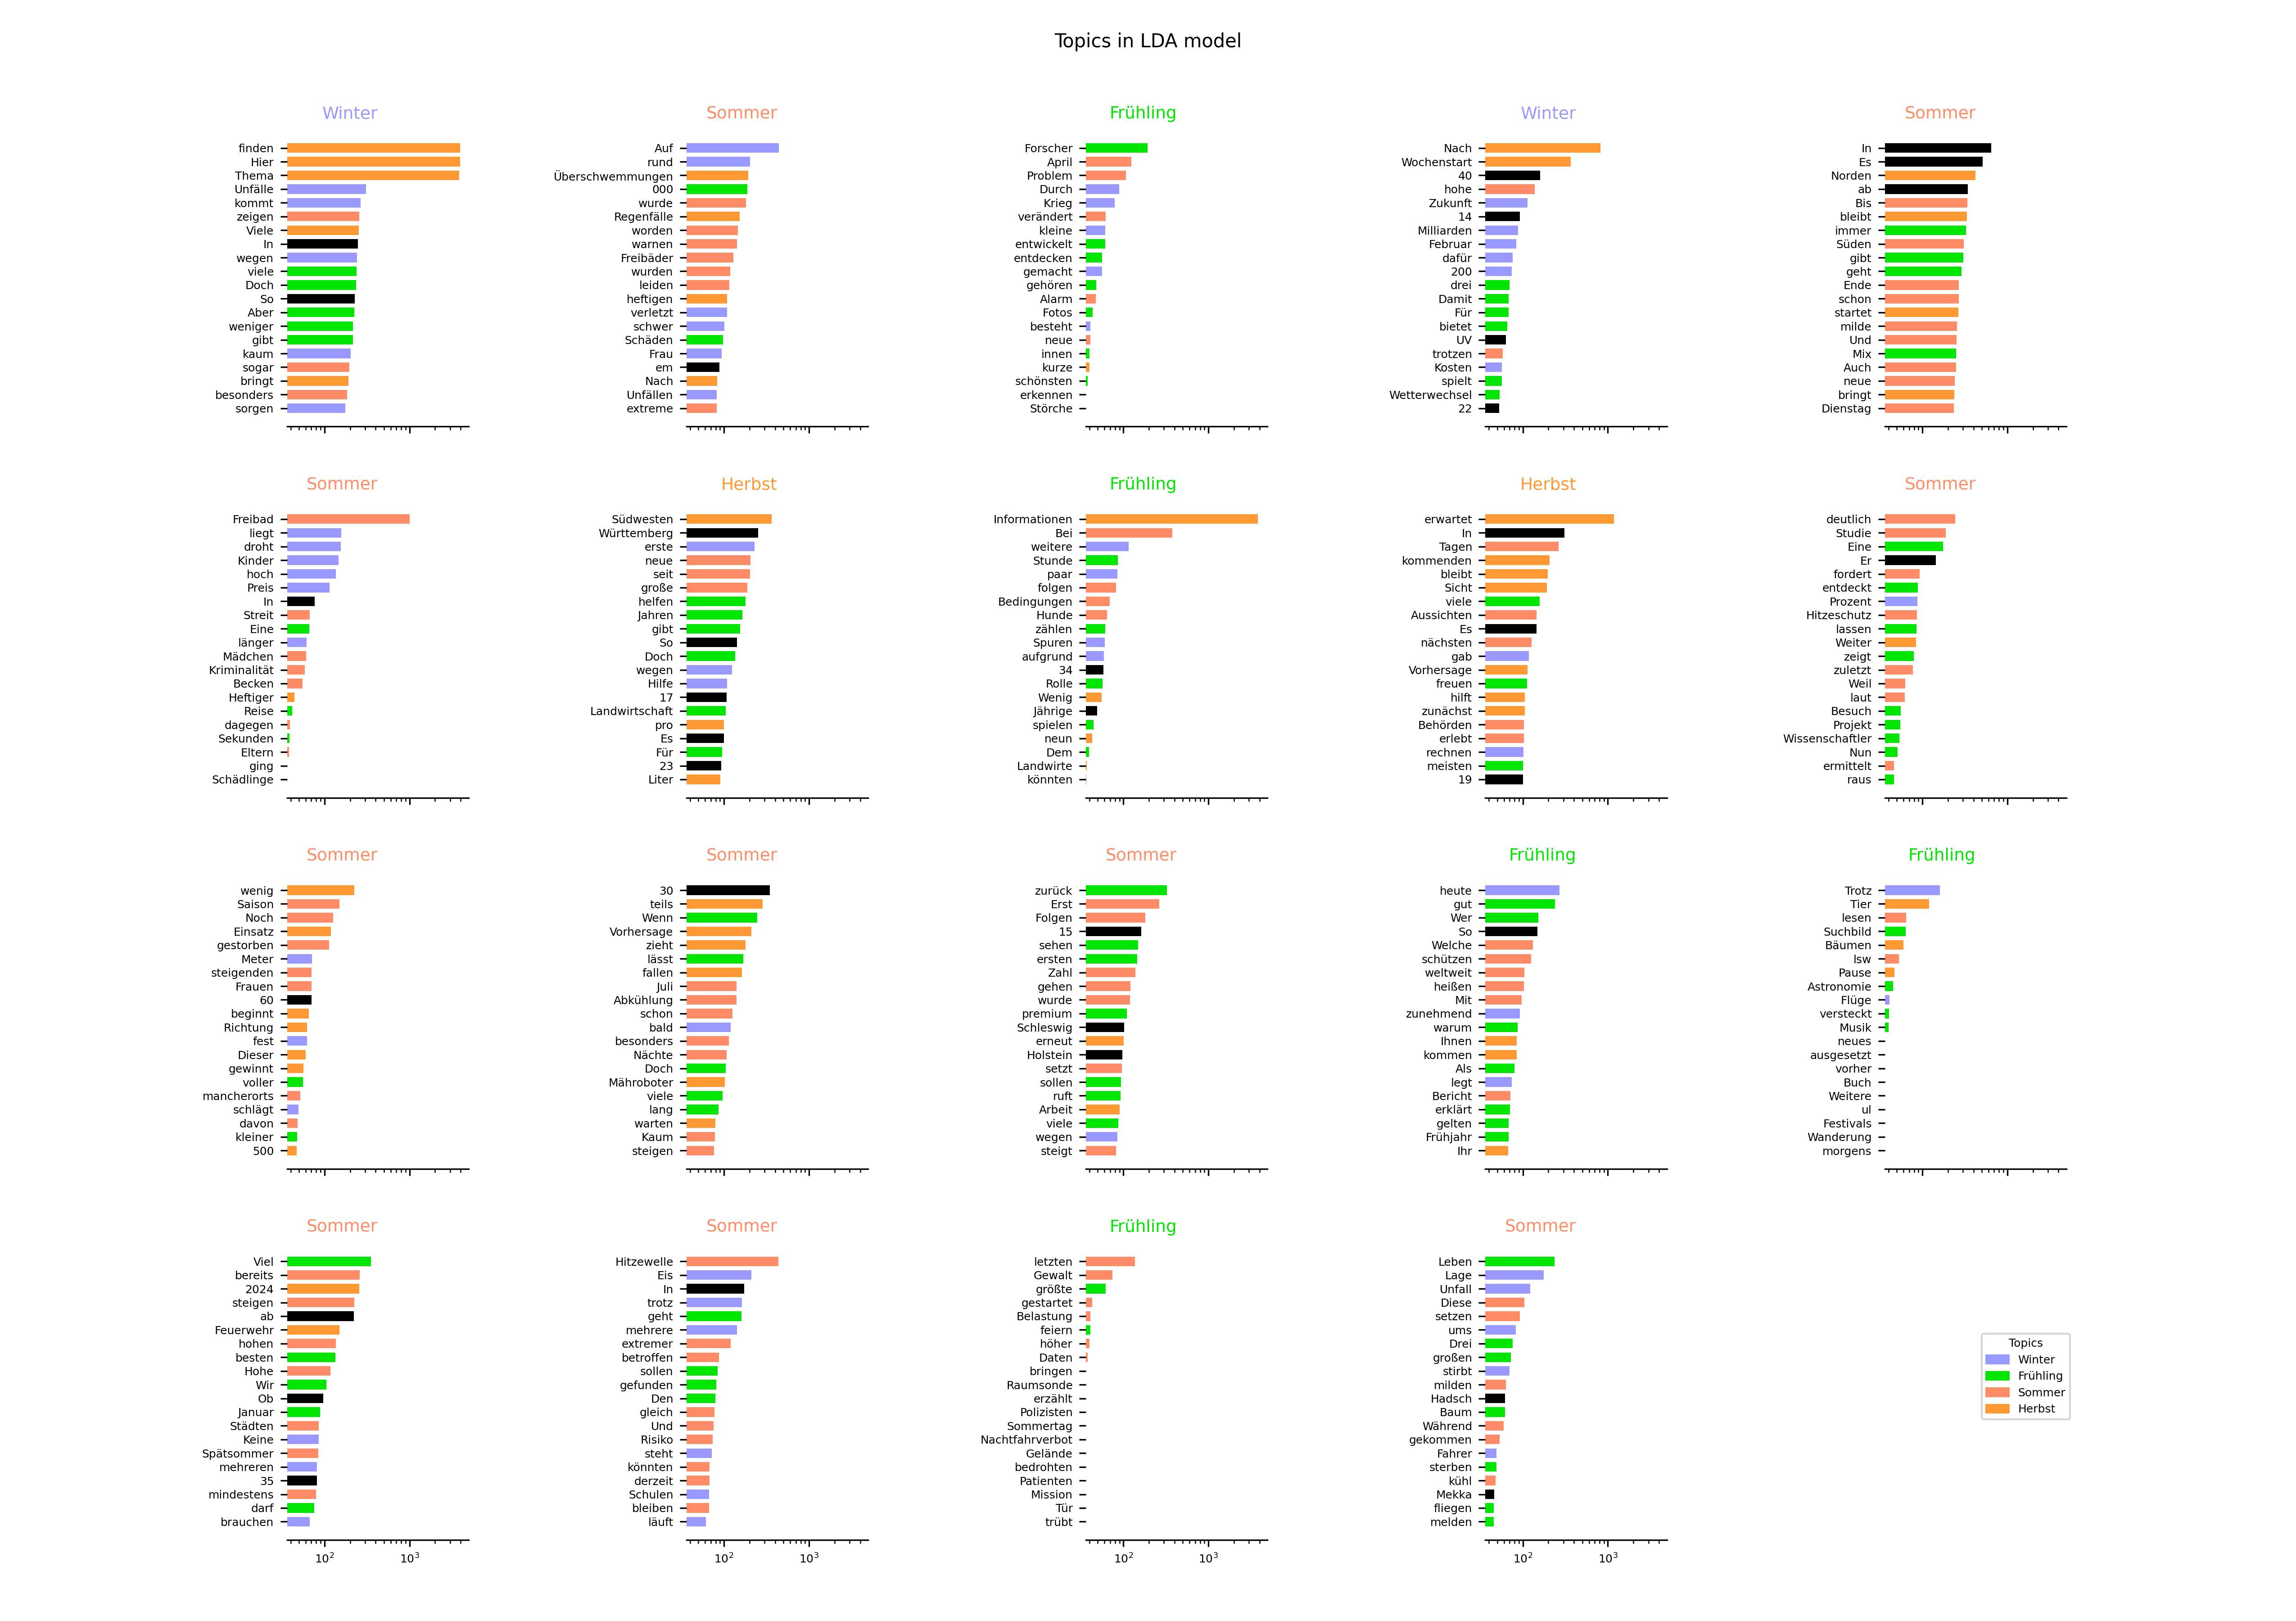 Topics in LDA model
Winter
finden
Hier
Thema
Unfälle
kommt
zeigen
Viele
In
wegen
viele
Doch
So
Aber
weniger
gibt
kaum
sogar
bringt
besonders
sorgen
Sommer
Auf
rund
Überschwemmungen
000
wurde
Regenfälle
worden
warnen
Freibäder
wurden
leiden
heftigen
verletzt
schwer
Schäden
Frau
em
Nach
Unfällen
extreme
Frühling
Forscher
April
Problem
Durch
Krieg
verändert
kleine
entwickelt
entdecken
gemacht
gehören
Alarm
Fotos
besteht
neue
innen
kurze
schönsten
erkennen
Störche
Winter
Nach
Wochenstart
40
hohe
Zukunft
14
Milliarden
Februar
dafür
200
drei
Damit
Für
bietet
UV
trotzen
Kosten
spielt
Wetterwechsel
22
Sommer
In
Es
Norden
ab
Bis
bleibt
immer
Süden
gibt
geht
Ende
schon
startet
milde
Und
Mix
Auch
neue
bringt
Dienstag
Sommer
Freibad
liegt
droht
Kinder
hoch
Preis
In
Streit
Eine
länger
Mädchen
Kriminalität
Becken
Heftiger
Reise
dagegen
Sekunden
Eltern
ging
Schädlinge
Herbst
Südwesten
Württemberg
erste
neue
seit
große
helfen
Jahren
gibt
So
Doch
wegen
Hilfe
17
Landwirtschaft
pro
Es
Für
23
Liter
Frühling
Informationen
Bei
weitere
Stunde
paar
folgen
Bedingungen
Hunde
zählen
Spuren
aufgrund
34
Rolle
Wenig
Jährige
spielen
neun
Dem
Landwirte
könnten
Herbst
erwartet
In
Tagen
kommenden
bleibt
Sicht
viele
Aussichten
Es
nächsten
gab
Vorhersage
freuen
hilft
zunächst
Behörden
erlebt
rechnen
meisten
19
Sommer
deutlich
Studie
Eine
Er
fordert
entdeckt
Prozent
Hitzeschutz
lassen
Weiter
zeigt
zuletzt
Weil
laut
Besuch
Projekt
Wissenschaftler
Nun
ermittelt
raus
Sommer
wenig
Saison
Noch
Einsatz
gestorben
Meter
steigenden
Frauen
60
beginnt
Richtung
fest
Dieser
gewinnt
voller
mancherorts
schlägt
davon
kleiner
500
Sommer
30
teils
Wenn
Vorhersage
zieht
lässt
fallen
Juli
Abkühlung
schon
bald
besonders
Nächte
Doch
Mähroboter
viele
lang
warten
Kaum
steigen
Sommer
zurück
Erst
Folgen
15
sehen
ersten
Zahl
gehen
wurde
premium
Schleswig
erneut
Holstein
setzt
sollen
ruft
Arbeit
viele
wegen
steigt
Frühling
heute
gut
Wer
So
Welche
schützen
weltweit
heißen
Mit
zunehmend
warum
Ihnen
kommen
Als
legt
Bericht
erklärt
gelten
Frühjahr
Ihr
Frühling
Trotz
Tier
lesen
Suchbild
Bäumen
lsw
Pause
Astronomie
Flüge
versteckt
Musik
neues
ausgesetzt
vorher
Buch
Weitere
ul
Festivals
Wanderung
morgens
Sommer
Viel
bereits
2024
steigen
ab
Feuerwehr
hohen
besten
Hohe
Wir
Ob
Januar
Städten
Keine
Spätsommer
mehreren
35
mindestens
darf
brauchen
10² 10³
Sommer
Hitzewelle
Eis
In
trotz
geht
mehrere
extremer
betroffen
sollen
gefunden
Den
gleich
Und
Risiko
steht
könnten
derzeit
Schulen
bleiben
läuft
10² 10³
Frühling
letzten
Gewalt
größte
gestartet
Belastung
feiern
höher
Daten
bringen
Raumsonde
erzählt
Polizisten
Sommertag
Nachtfahrverbot
Gelände
bedrohten
Patienten
Mission
Tür
trübt
10² 10³
Sommer
Leben
Lage
Unfall
Diese
setzen
ums
Drei
großen
stirbt
milden
Hadsch
Baum
Während
gekommen
Fahrer
sterben
kühl
Mekka
fliegen
melden
10² 10³
Topics
Winter
Frühling
Sommer
Herbst